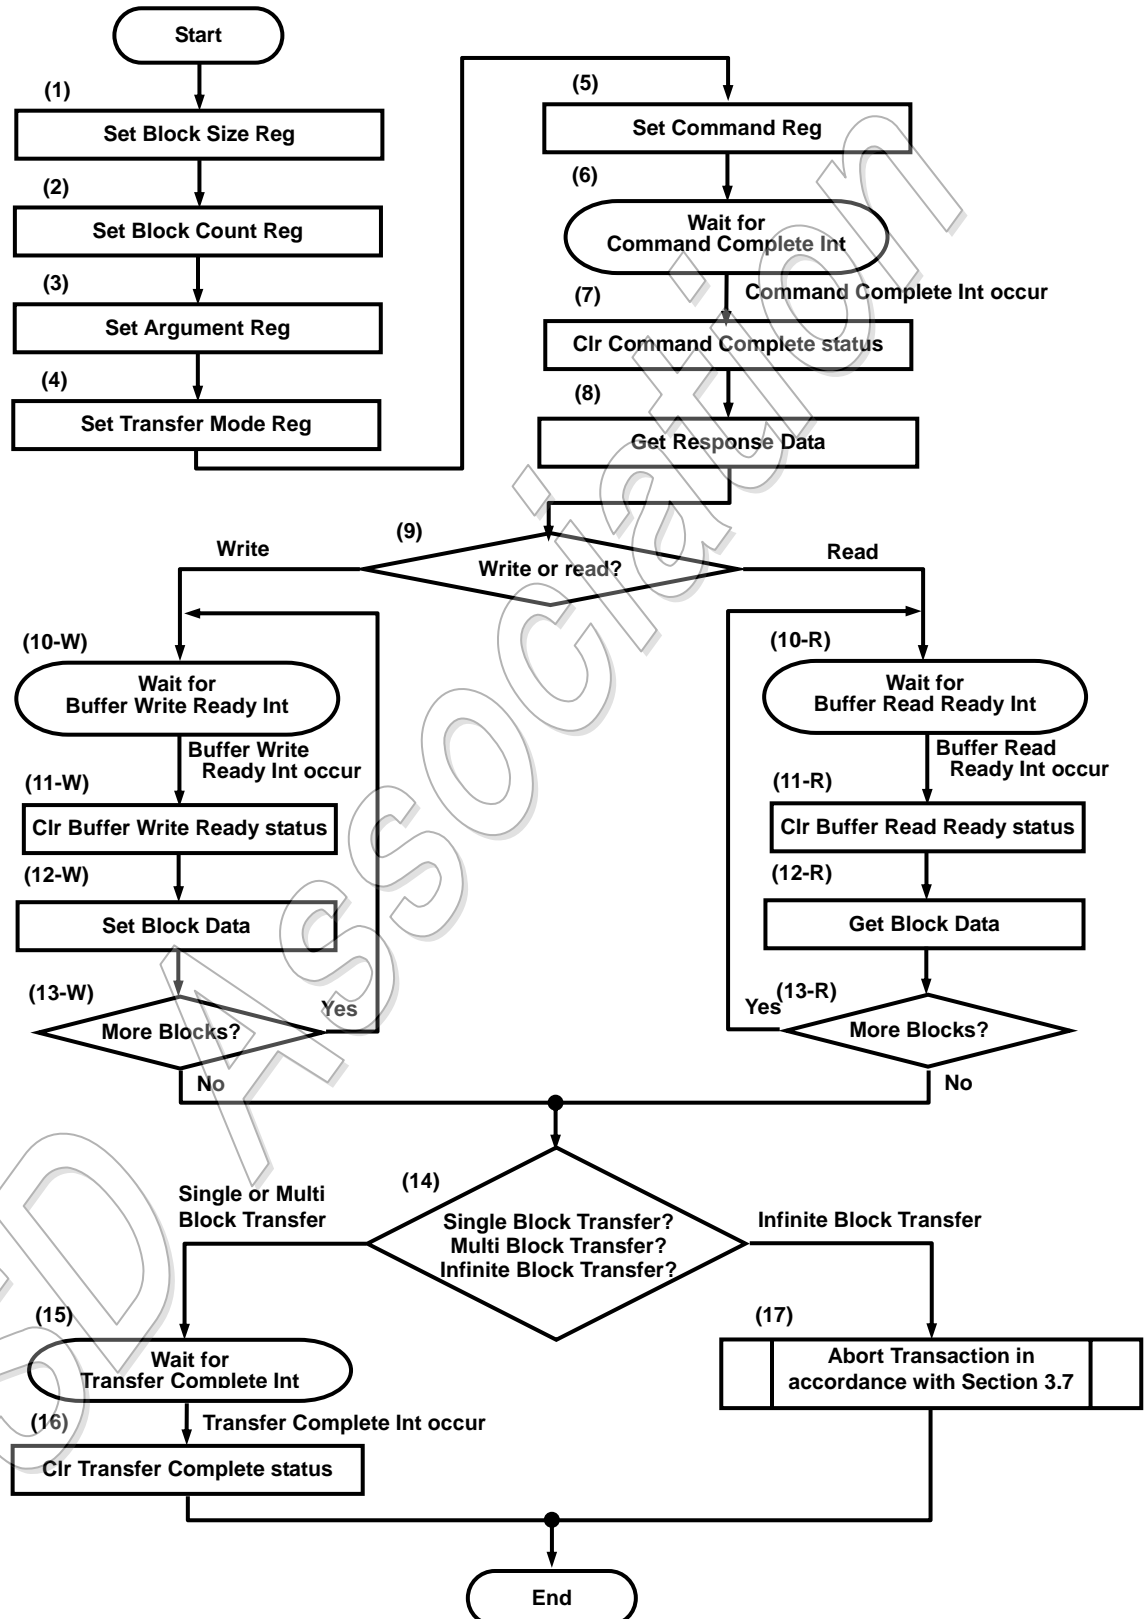 Start
(1)
Set Block Size Reg
(2)
Set Block Count Reg
(3)
Set Argument Reg
(4)
Set Transfer Mode Reg
(5)
Set Command Reg
(6)
Wait for
Command Complete Int
Command Complete Int occur
(7)
Clr Command Complete status
(8)
Get Response Data
(9)
Write or read?
Write
Read
(10-W)
Wait for
Buffer Write Ready Int
Buffer Write
Ready Int occur
(11-W)
Clr Buffer Write Ready status
(12-W)
Set Block Data
(13-W)
More Blocks?
Yes
No
(10-R)
Wait for
Buffer Read Ready Int
Buffer Read
Ready Int occur
(11-R)
Clr Buffer Read Ready status
(12-R)
Get Block Data
(13-R)
More Blocks?
Yes
No
(14)
Single Block Transfer?
Multi Block Transfer?
Infinite Block Transfer?
Single or Multi
Block Transfer
Infinite Block Transfer
(15)
Wait for
Transfer Complete Int
Transfer Complete Int occur
(16)
Clr Transfer Complete status
(17)
Abort Transaction in
accordance with Section 3.7
End
SD Association